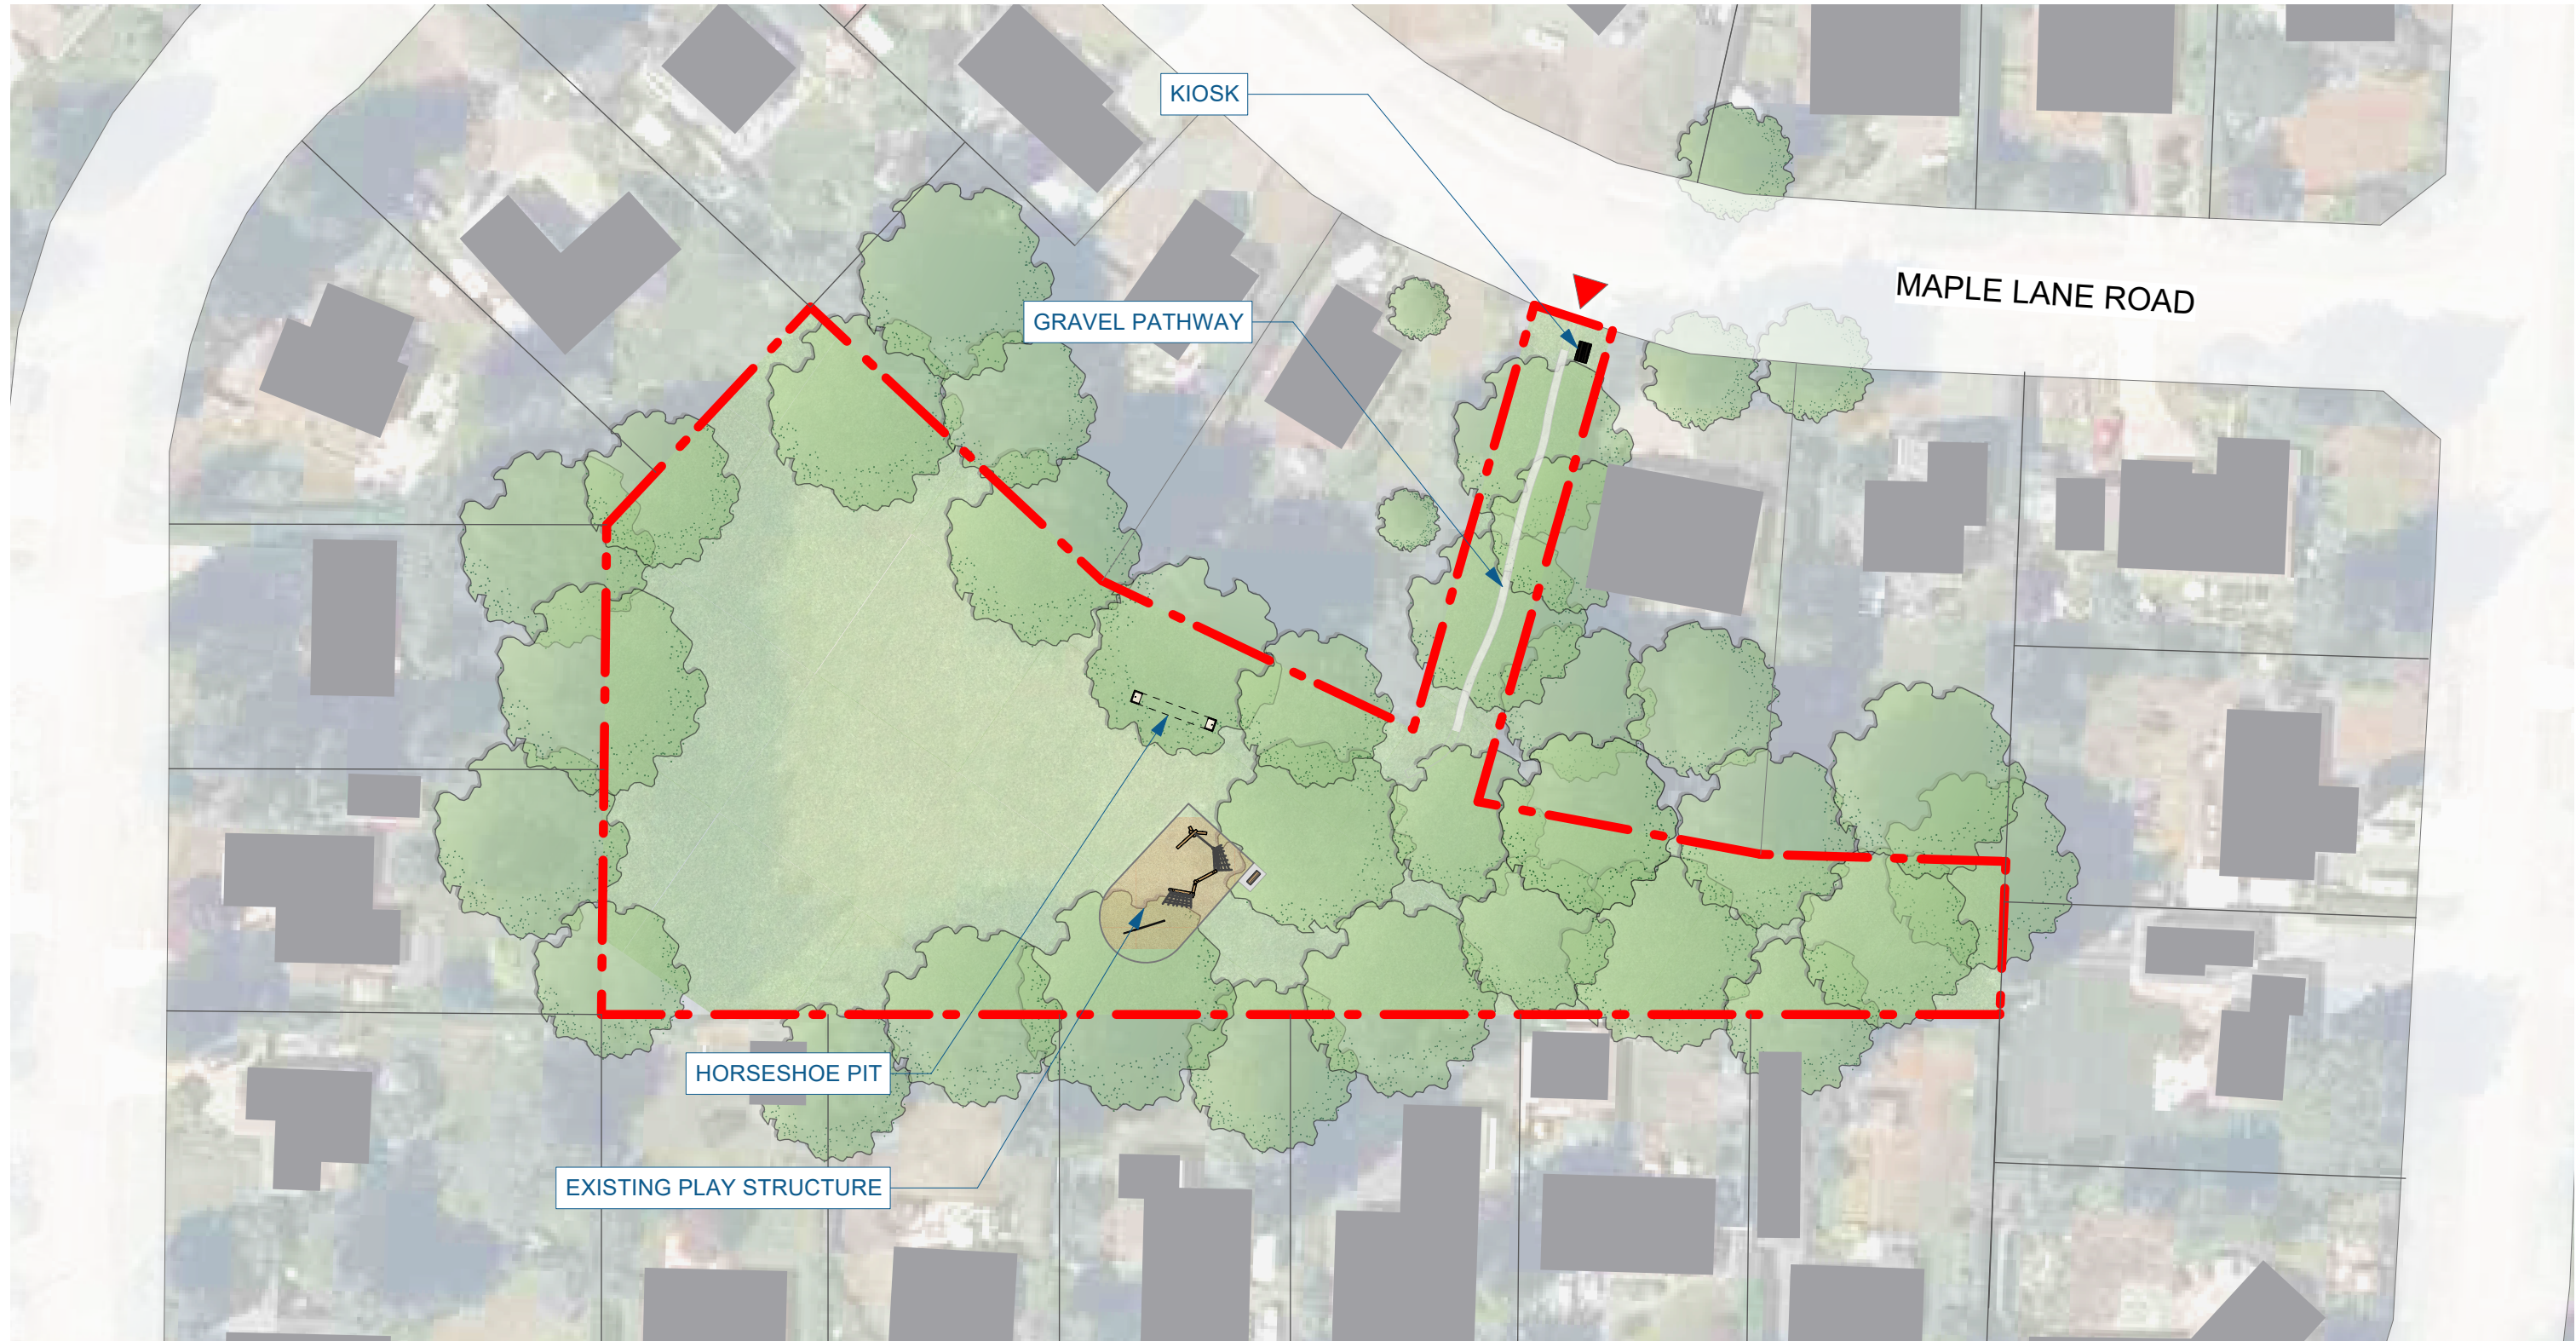 KIOSK
MAPLE LANE ROAD
GRAVEL PATHWAY
HORSESHOE PIT
EXISTING PLAY STRUCTURE